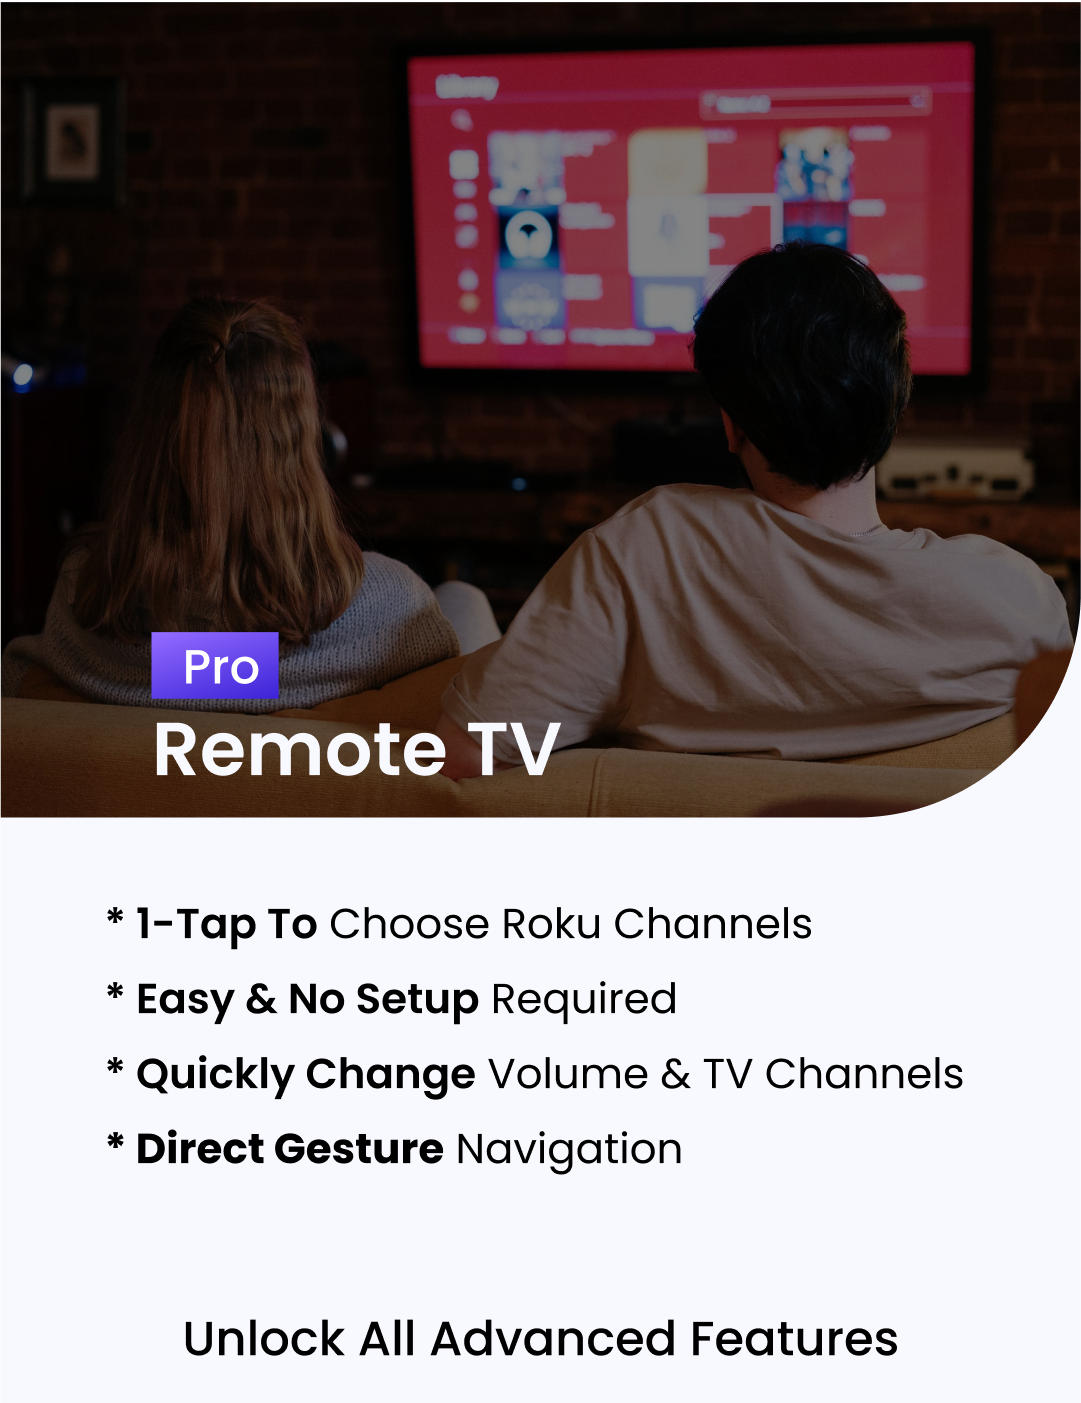 Library
Pro
Remote TV
* 1-Tap To Choose Roku Channels
* Easy & No Setup Required
* Quickly Change Volume & TV Channels
* Direct Gesture Navigation
Unlock All Advanced Features